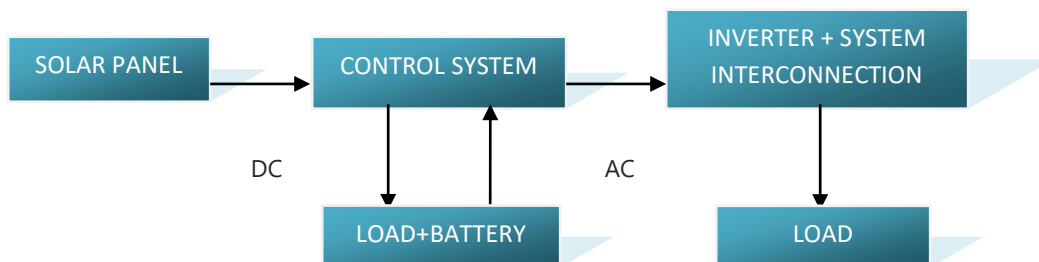 SOLAR PANEL
CONTROL SYSTEM
INVERTER + SYSTEM
INTERCONNECTION
DC
AC
LOAD+BATTERY
LOAD